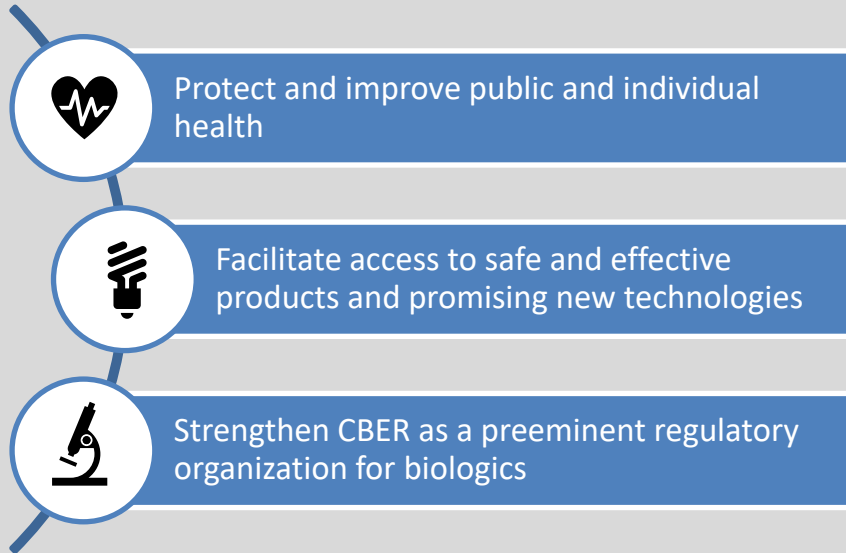 Protect and improve public and individual
health
Facilitate access to safe and effective
products and promising new technologies
Strengthen CBER as a preeminent regulatory
organization for biologics